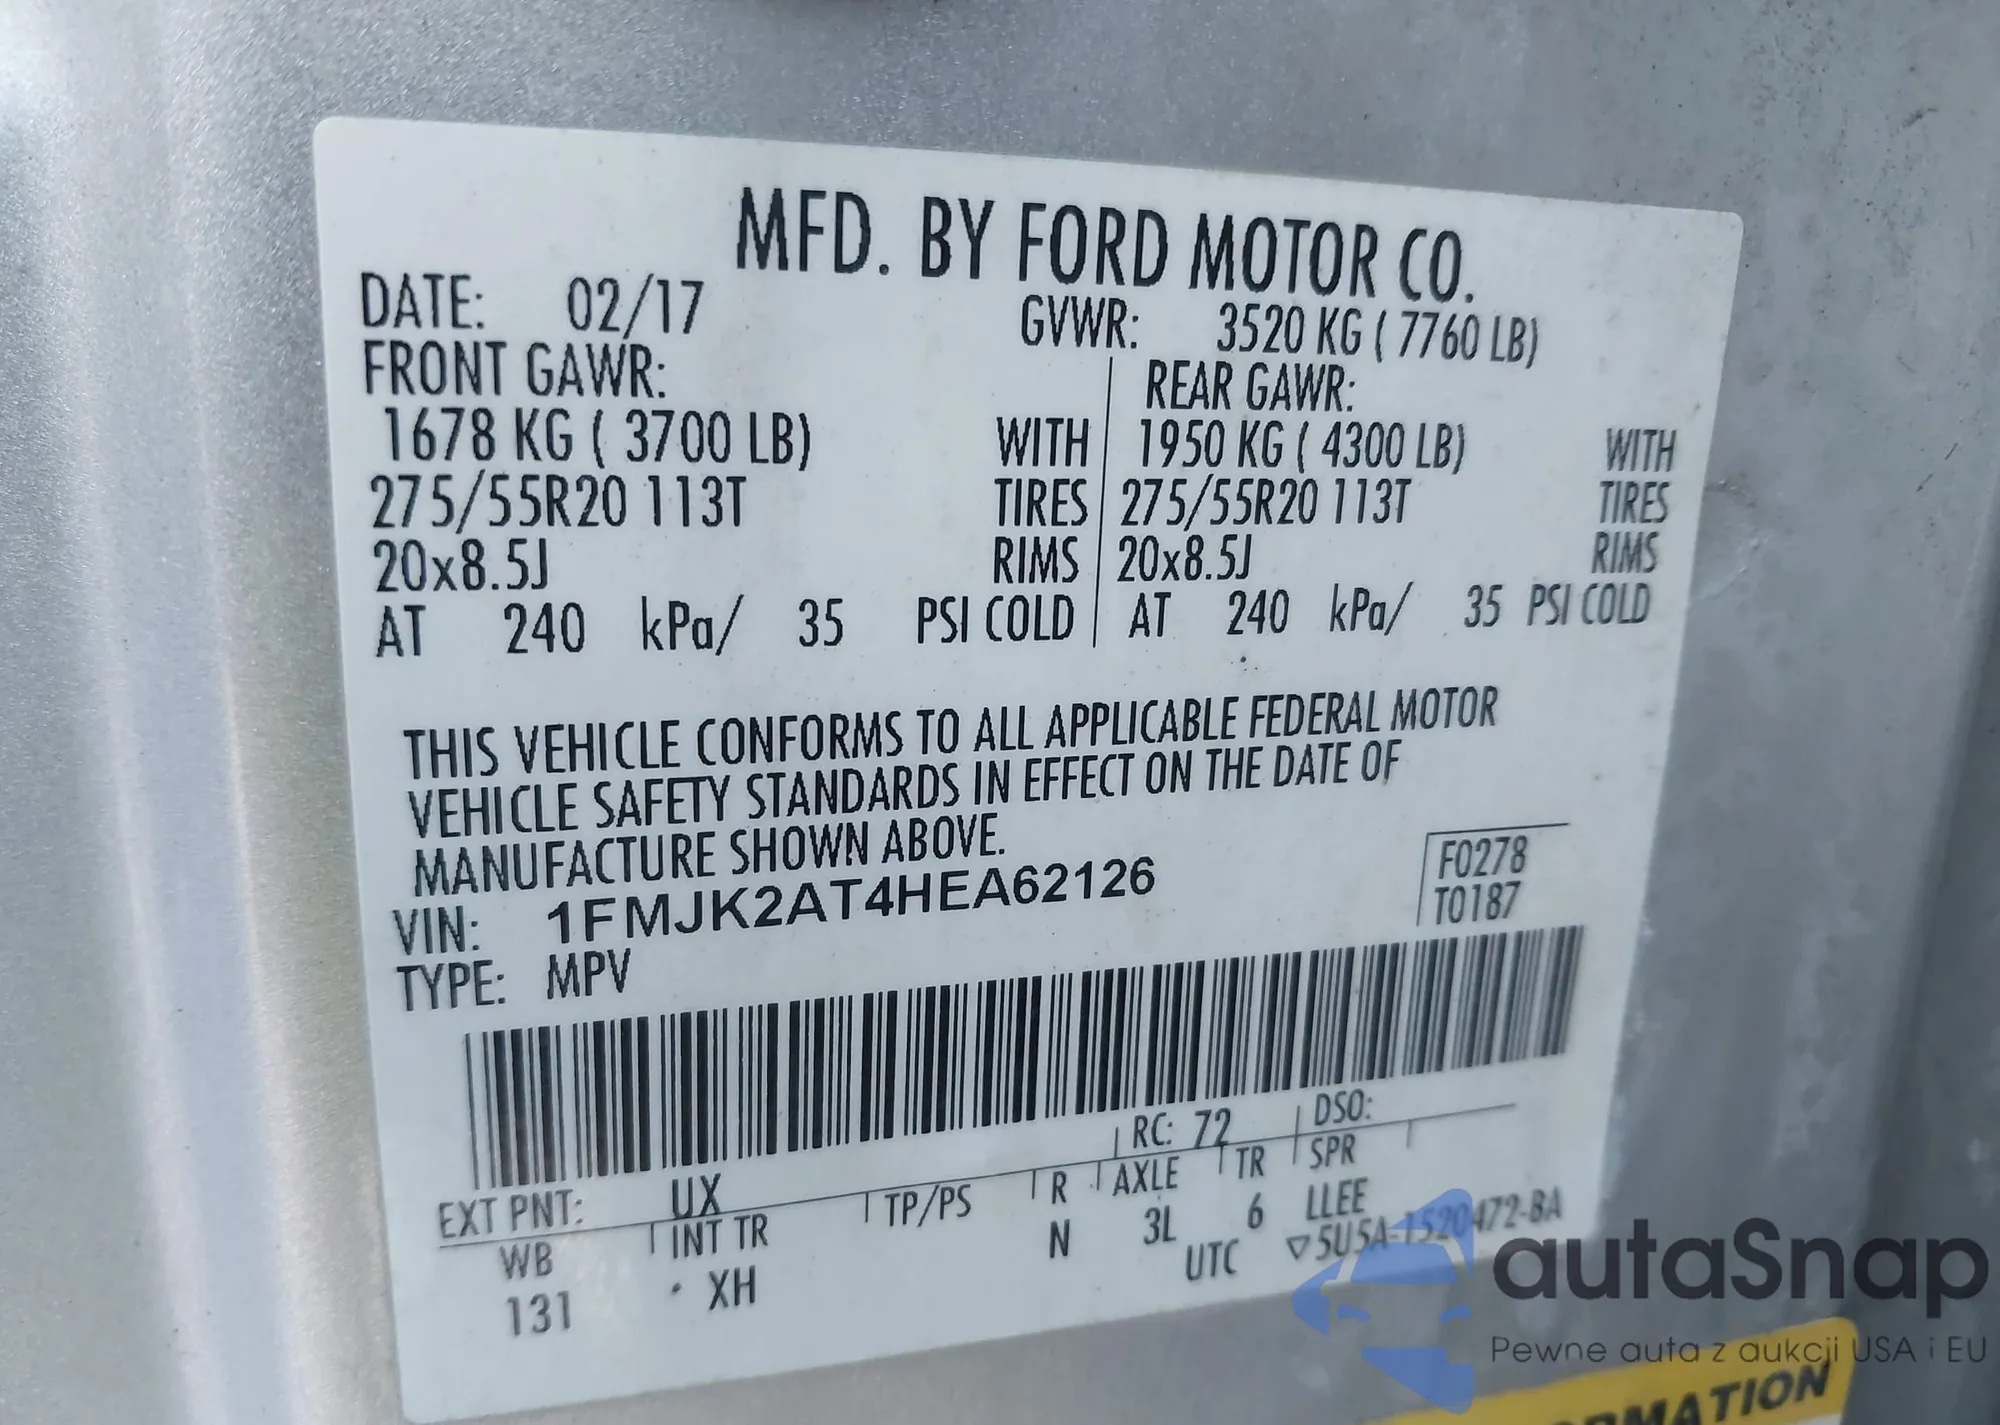 MFD. BY FORD MOTOR CO.
DATE: 02/17 GVWR: 3520 KG ( 7760 LB)
FRONT GAWR: REAR GAWR:
1678 KG ( 3700 LB) WITH 1950 KG ( 4300 LB) WITH
275/55R20 113T TIRES 275/55R20 113T TIRES
20x8.5J RIMS 20x8.5J RIMS
AT 240 kPa/ 35 PSI COLD AT 240 kPa/ 35 PSI COLD
THIS VEHICLE CONFORMS TO ALL APPLICABLE FEDERAL MOTOR
VEHICLE SAFETY STANDARDS IN EFFECT ON THE DATE OF
MANUFACTURE SHOWN ABOVE.
F0278
VIN: 1FMJK2AT4HEA62126
T0187
TYPE: MPV
RC: 72 DSO:
EXT PNT: UX
WB INT TR TP/PS R AXLE TR SPR
131 XH N 3L 6 LLEE
UTC ▽5U5A-1520472-BA
autaSnap
Pewne auta z aukcji USA i EU